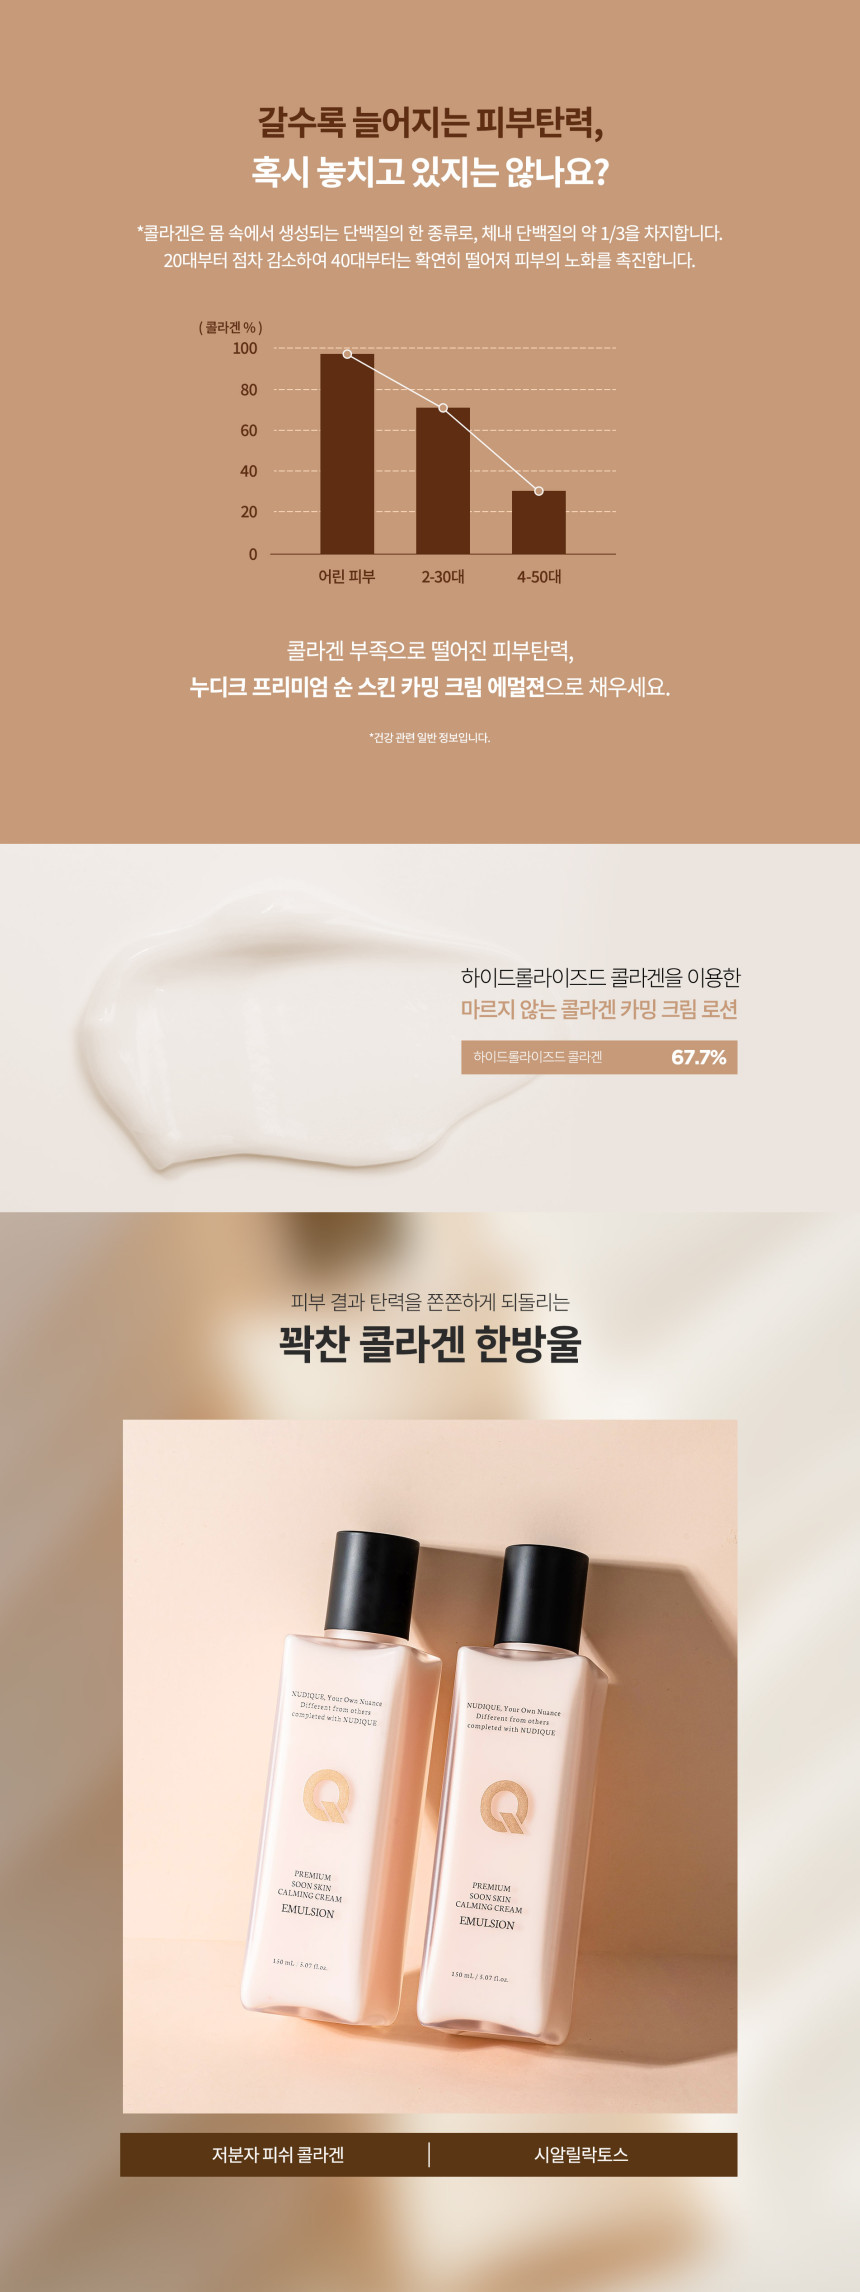 갈수록 늘어지는 피부탄력,
혹시 놓치고 있지는 않나요?
*콜라겐은 몸 속에서 생성되는 단백질의 한 종류로, 체내 단백질의 약 1/3을 차지합니다.
20대부터 점차 감소하여 40대부터는 확연히 떨어져 피부의 노화를 촉진합니다.
( 콜라겐 % )
100
80
60
40
20
0
어린 피부 2-30대 4-50대
콜라겐 부족으로 떨어진 피부탄력,
누디크 프리미엄 순 스킨 카밍 크림 에멀젼으로 채우세요.
*건강 관련 일반 정보입니다.
하이드롤라이즈드 콜라겐을 이용한
마르지 않는 콜라겐 카밍 크림 로션
하이드롤라이즈드 콜라겐 67.7%
피부 결과 탄력을 쫀쫀하게 되돌리는
꽉찬 콜라겐 한방울
NUDIQUE, Your Own Nuance
Different from others
completed with NUDIQUE
Q
PREMIUM
SOON SKIN
CALMING CREAM
EMULSION
150 mL / 5.07 fl.oz.
NUDIQUE, Your Own Nuance
Different from others
completed with NUDIQUE
Q
PREMIUM
SOON SKIN
CALMING CREAM
EMULSION
150 mL / 5.07 fl.oz.
저분자 피쉬 콜라겐 | 시알릴락토스